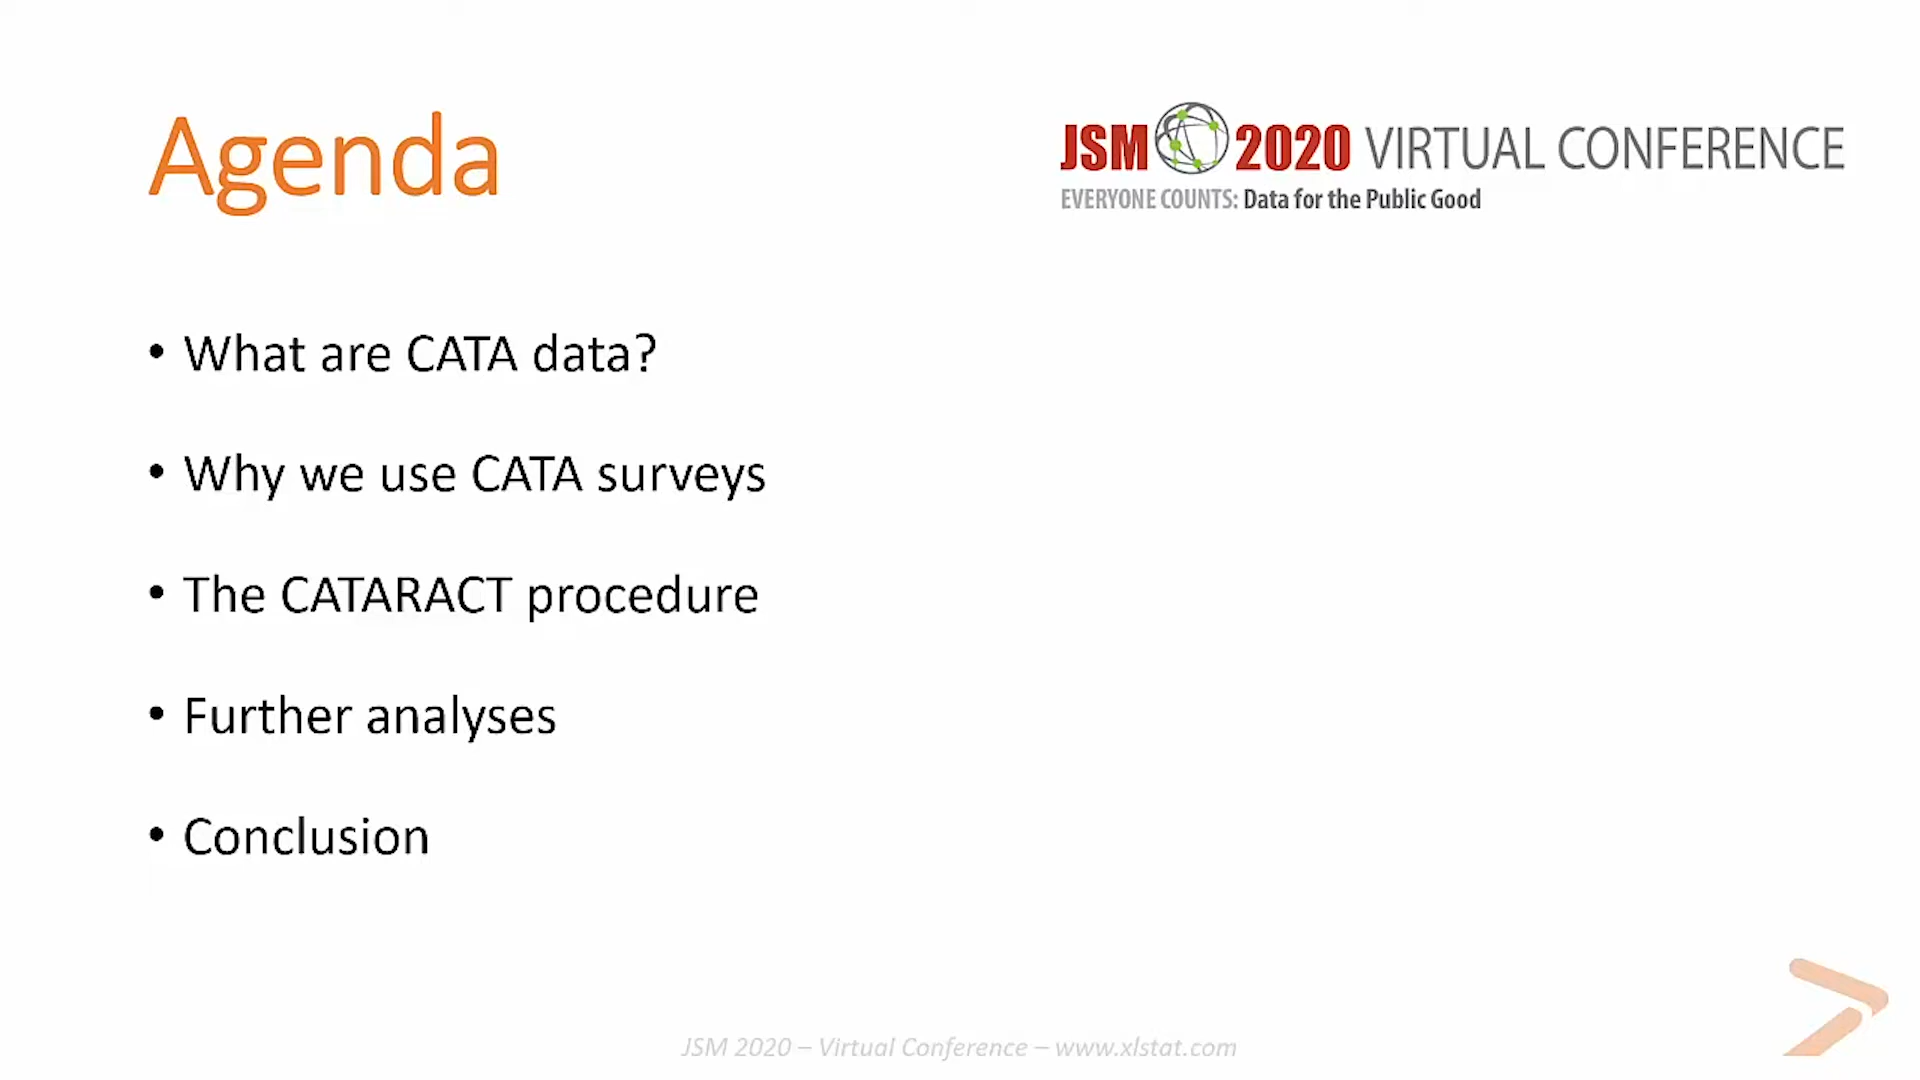 Agenda
JSM 2020 VIRTUAL CONFERENCE
EVERYONE COUNTS: Data for the Public Good
• What are CATA data?
• Why we use CATA surveys
• The CATARACT procedure
• Further analyses
• Conclusion
JSM 2020 – Virtual Conference – www.xlstat.com